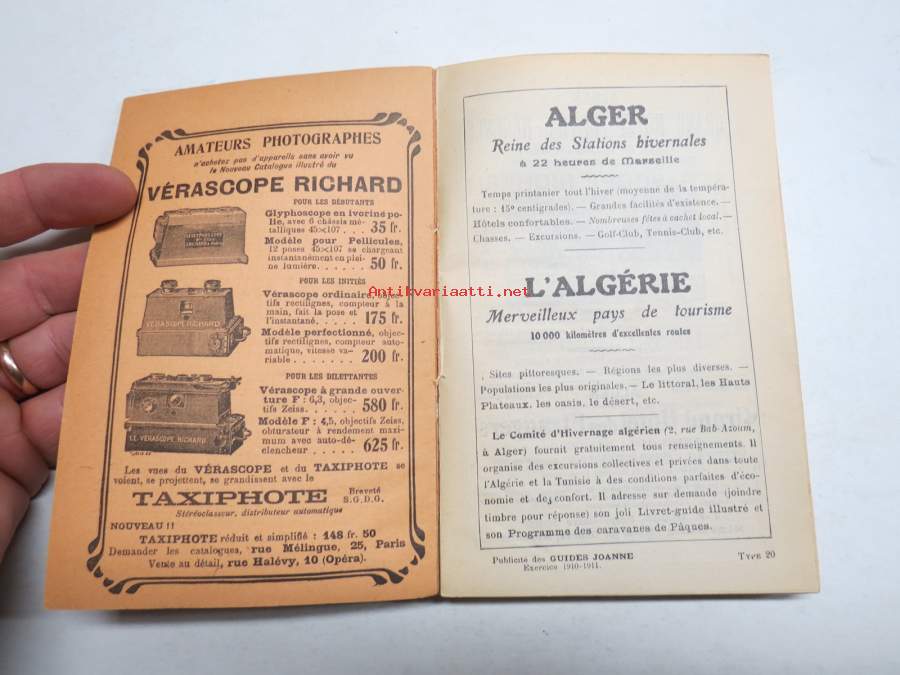 AMATEURS PHOTOGRAPHES
n'achetez pas d'appareils sans avoir vu
le Nouveau Catalogue illustré du
VÉRASCOPE RICHARD
POUR LES DÉBUTANTS
Glyphoscope en ivorine po-
lie, avec 6 châssis mé-
talliques 45×107 . . . 35 fr.
Modèle pour Pellicules,
12 poses 45×107 se chargeant
instantanément en plei-
ne lumière. . . . . . 50 fr.
POUR LES INITIÉS
Vérascope ordinaire, objec-
tifs rectilignes, compteur à la
main, fait la pose et
l'instantané. . . . . 175 fr.
Modèle perfectionné, objec-
tifs rectilignes, compteur auto-
matique, vitesse va-
riable . . . . . . . . 200 fr.
POUR LES DILETTANTES
Vérascope à grande ouver-
ture F : 6,3, objec-
tifs Zeiss. . . . . . . 580 fr.
Modèle F : 4,5, objectifs Zeiss,
obturateur à rendement maxi-
mum avec auto-dé-
clencheur . . . . . . 625 fr.
VERASCOPE RICHARD
LE VÉRASCOPE RICHARD
Les vues du VÉRASCOPE et du TAXIPHOTE se
voient, se projettent, se grandissent avec le
TAXIPHOTE Breveté
S.G.D.G.
Stéréoclasseur, distributeur automatique
NOUVEAU !!
TAXIPHOTE réduit et simplifié : 148 fr. 50
Demander les catalogues, rue Mélingue, 25, Paris
Vente au détail, rue Halévy, 10 (Opéra).
ALGER
Reine des Stations hivernales
à 22 heures de Marseille
Temps printanier tout l'hiver (moyenne de la tempéra-
ture : 15º centigrades). — Grandes facilités d'existence. —
Hôtels confortables. — Nombreuses fêtes à cachet local. —
Chasses. — Excursions. — Golf-Club, Tennis-Club, etc.
L'ALGÉRIE
Merveilleux pays de tourisme
10 000 kilomètres d'excellentes routes
Sites pittoresques. — Régions les plus diverses. —
Populations les plus originales. — Le littoral, les Hauts
Plateaux, les oasis, le désert, etc.
Le Comité d'Hivernage algérien (2, rue Bab-Azoum,
à Alger) fournit gratuitement tous renseignements. Il
organise des excursions collectives et privées dans toute
l'Algérie et la Tunisie à des conditions parfaites d'éco-
nomie et de confort. Il adresse sur demande (joindre
timbre pour réponse) son joli Livret-guide illustré et
son Programme des caravanes de Pâques.
Publicité des GUIDES JOANNE
Exercice 1910-1911.
TYPE 20
Antikvariaatti.net